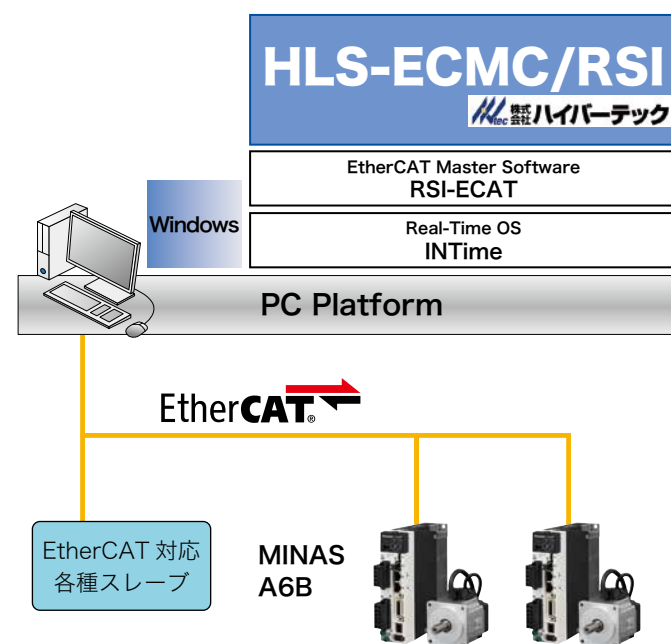 HLS-ECMC/RSI
Mtec 株式会社 ハイバーテック
EtherCAT Master Software
RSI-ECAT
Windows
Real-Time OS
INTime
PC Platform
EtherCAT®
EtherCAT 対応
各種スレーブ
MINAS
A6B